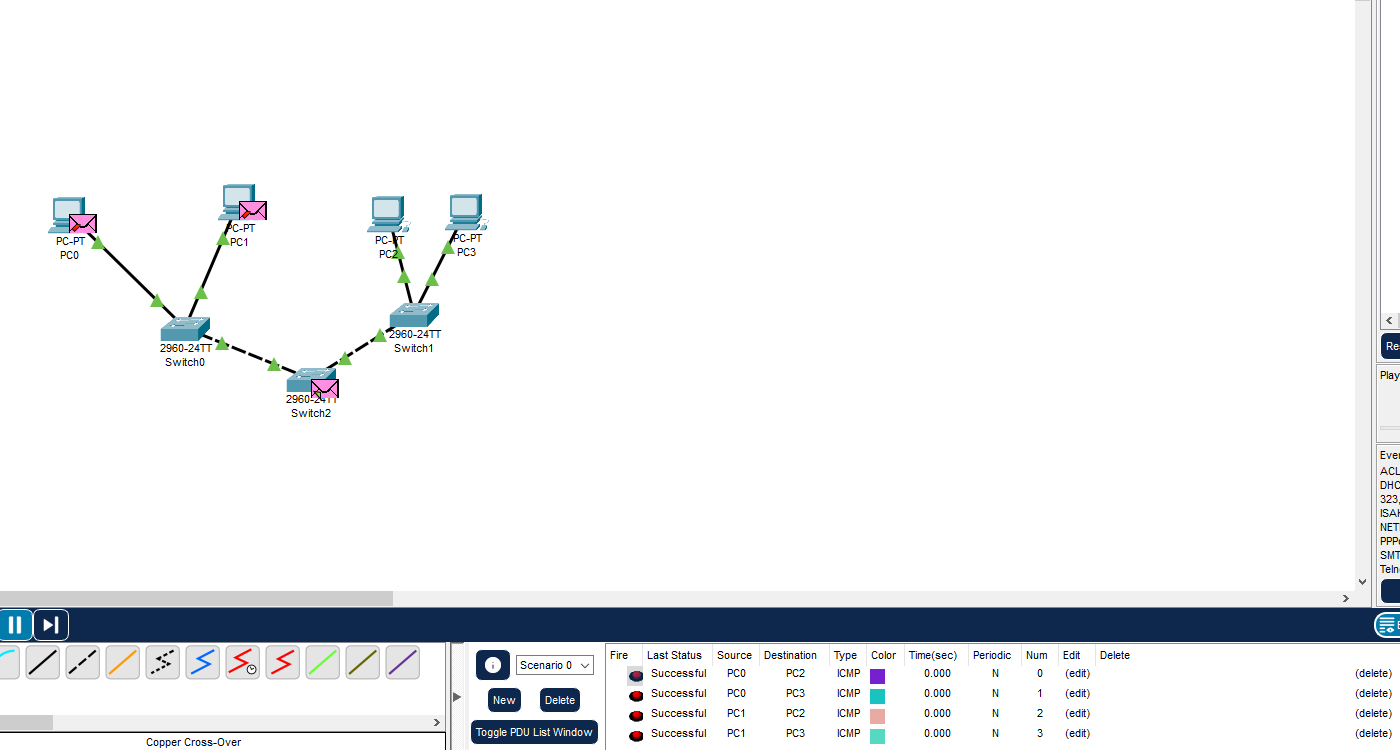 PC-PT
PC0
PC-PT
PC1
PC-PT
PC2
PC-PT
PC3
2960-24TT
Switch0
2960-24TT
Switch1
2960-24TT
Switch2
Re
Play
Ever
ACL
DHC
323,
ISAK
NET
PPP
SMT
Teln
Scenario 0
New
Delete
Toggle PDU List Window
Copper Cross-Over
Fire Last Status Source Destination Type Color Time(sec) Periodic Num Edit Delete
Successful PC0 PC2 ICMP 0.000 N 0 (edit) (delete)
Successful PC0 PC3 ICMP 0.000 N 1 (edit) (delete)
Successful PC1 PC2 ICMP 0.000 N 2 (edit) (delete)
Successful PC1 PC3 ICMP 0.000 N 3 (edit) (delete)